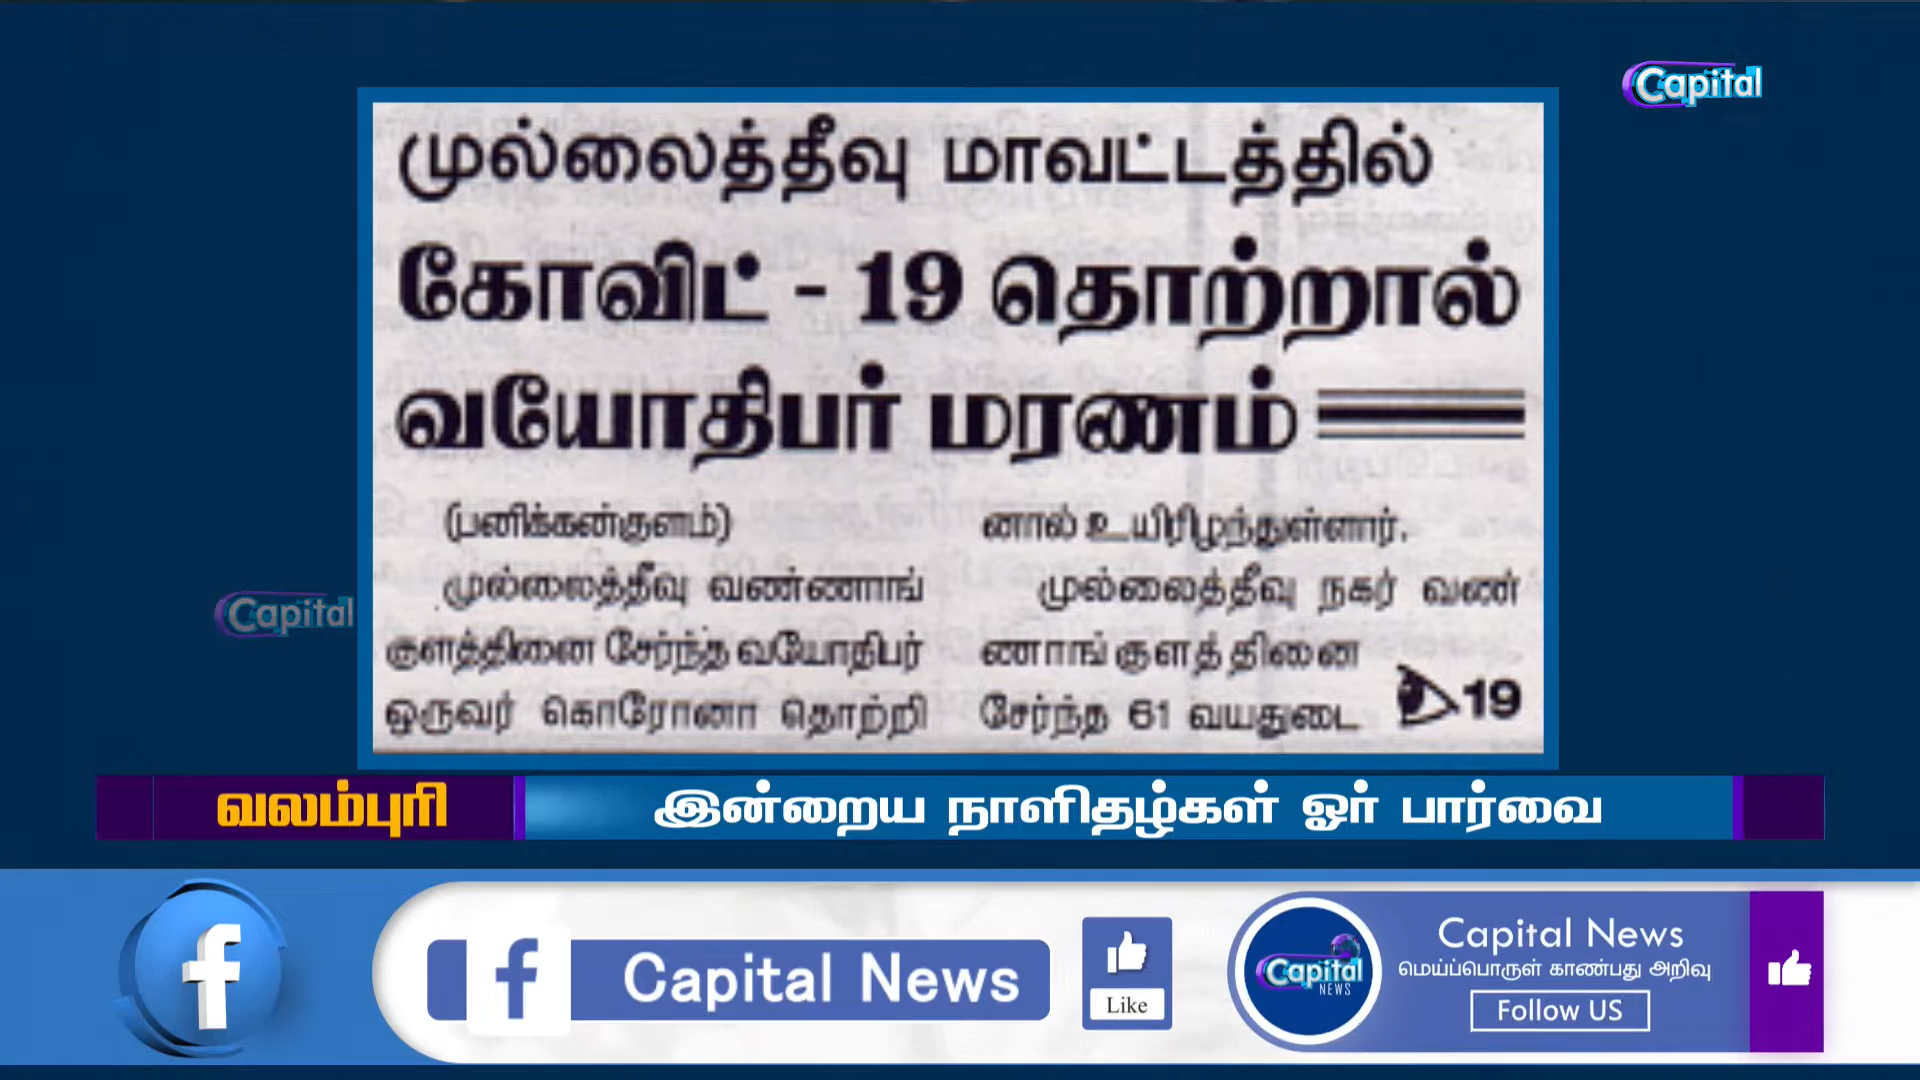 Capital
முல்லைத்தீவு மாவட்டத்தில்
கோவிட் - 19 தொற்றால்
வயோதிபர் மரணம்
(பனிக்கன்குளம்)
முல்லைத்தீவு வண்ணாங்
குளத்தினை சேர்ந்த வயோதிபர்
ஒருவர் கொரோனா தொற்றி
னால் உயிரிழந்துள்ளார்.
முல்லைத்தீவு நகர் வண்
ணாங்குளத்தினை
சேர்ந்த 61 வயதுடை
19
Capital
வலம்புரி
இன்றைய நாளிதழ்கள் ஓர் பார்வை
Capital News
Like
Capital
NEWS
Capital News
மெய்ப்பொருள் காண்பது அறிவு
Follow US